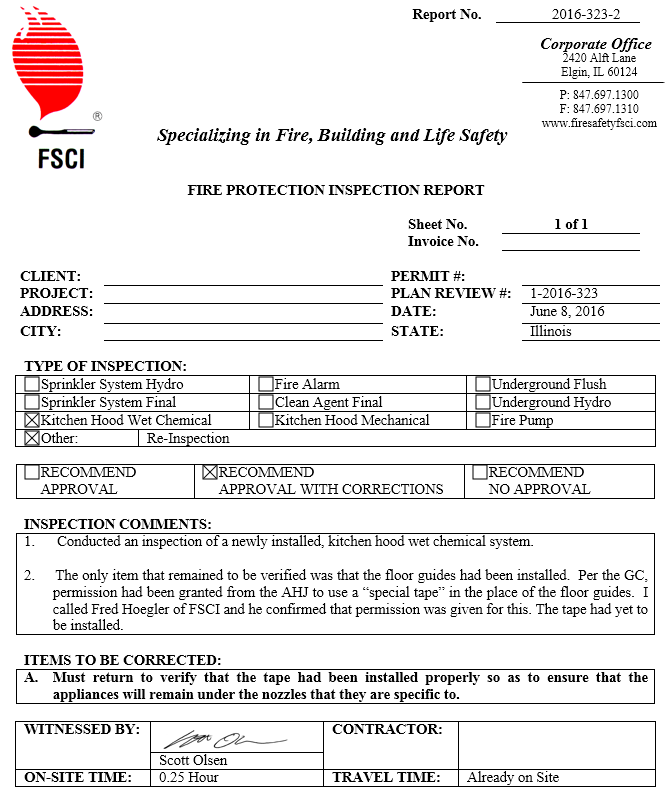 Report No. 2016-323-2
Corporate Office
2420 Alft Lane
Elgin, IL 60124
P: 847.697.1300
F: 847.697.1310
www.firesafetyfsci.com
®
FSCI
Specializing in Fire, Building and Life Safety
FIRE PROTECTION INSPECTION REPORT
Sheet No. 1 of 1
Invoice No.
CLIENT: PERMIT #:
PROJECT: PLAN REVIEW #: 1-2016-323
ADDRESS: DATE: June 8, 2016
CITY: STATE: Illinois
TYPE OF INSPECTION:
Sprinkler System Hydro Fire Alarm Underground Flush
Sprinkler System Final Clean Agent Final Underground Hydro
Kitchen Hood Wet Chemical Kitchen Hood Mechanical Fire Pump
Other: Re-Inspection
RECOMMEND APPROVAL
RECOMMEND APPROVAL WITH CORRECTIONS
RECOMMEND NO APPROVAL
INSPECTION COMMENTS:
1. Conducted an inspection of a newly installed, kitchen hood wet chemical system.
2. The only item that remained to be verified was that the floor guides had been installed. Per the GC,
permission had been granted from the AHJ to use a “special tape” in the place of the floor guides. I
called Fred Hoegler of FSCI and he confirmed that permission was given for this. The tape had yet to
be installed.
ITEMS TO BE CORRECTED:
A. Must return to verify that the tape had been installed properly so as to ensure that the
appliances will remain under the nozzles that they are specific to.
WITNESSED BY: CONTRACTOR:
Scott Olsen
ON-SITE TIME: 0.25 Hour TRAVEL TIME: Already on Site